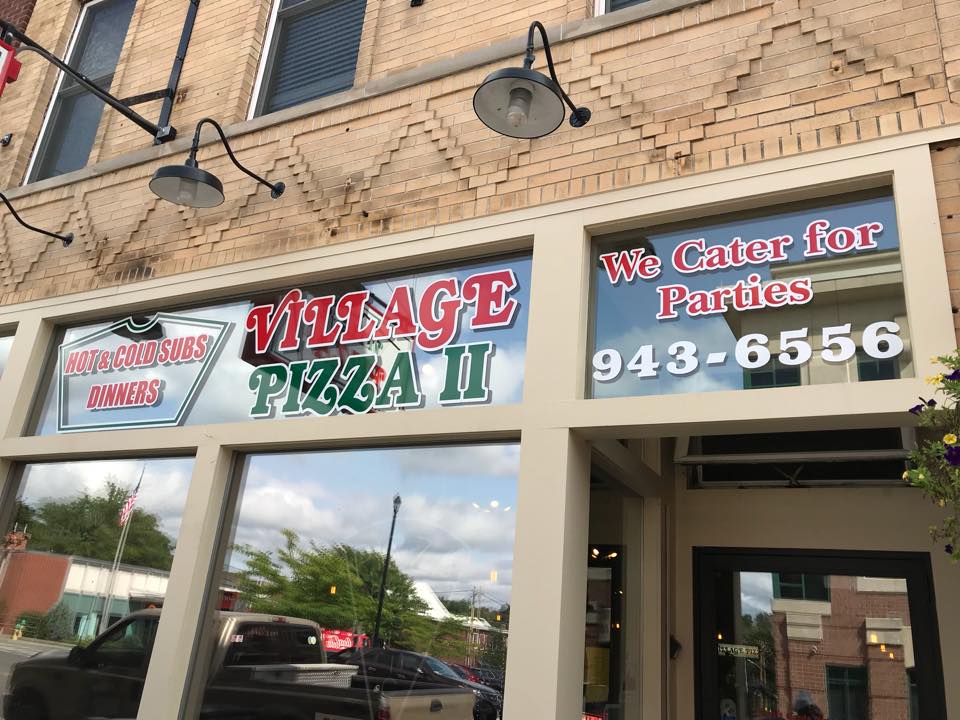 HOT & COLD SUBS
DINNERS
VILLAGE
PIZZA II
We Cater for
Parties
943-6556